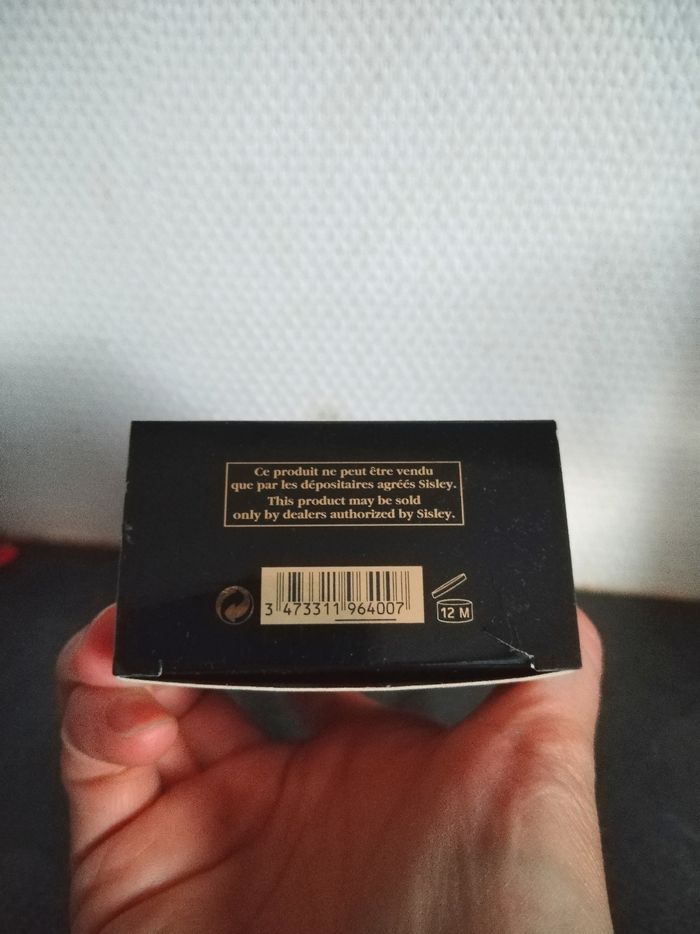 Ce produit ne peut être vendu
que par les dépositaires agréés Sisley.
This product may be sold
only by dealers authorized by Sisley.
3 473311 964007
12 M